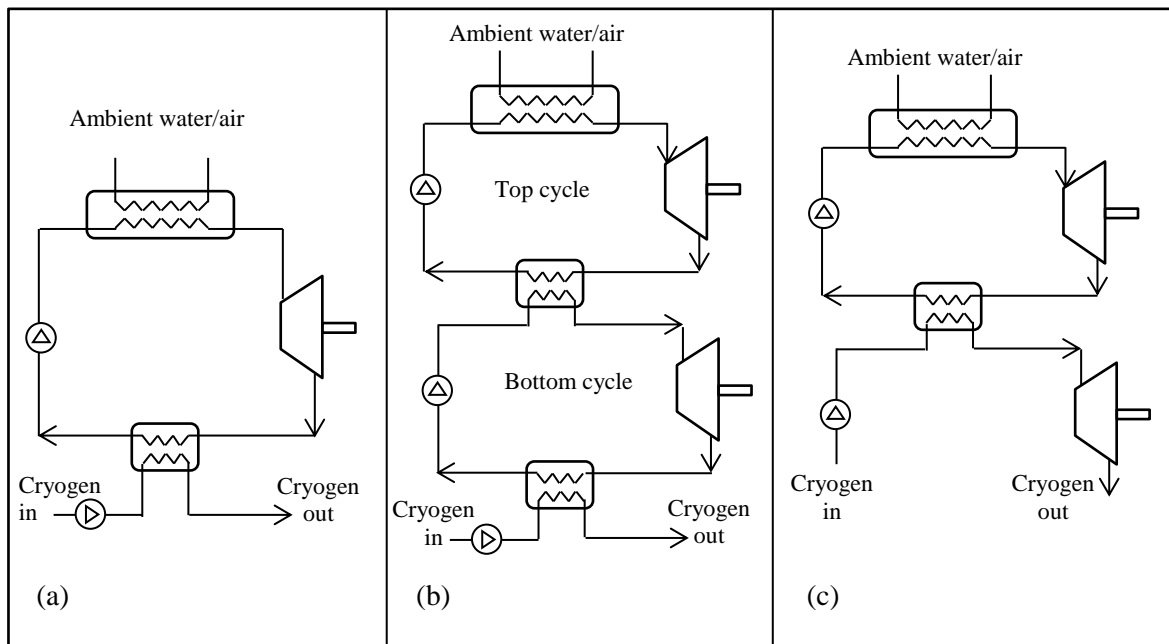 Ambient water/air
Cryogen
in
Cryogen
out
(a)
Ambient water/air
Top cycle
Bottom cycle
Cryogen
in
Cryogen
out
(b)
Ambient water/air
Cryogen
in
Cryogen
out
(c)